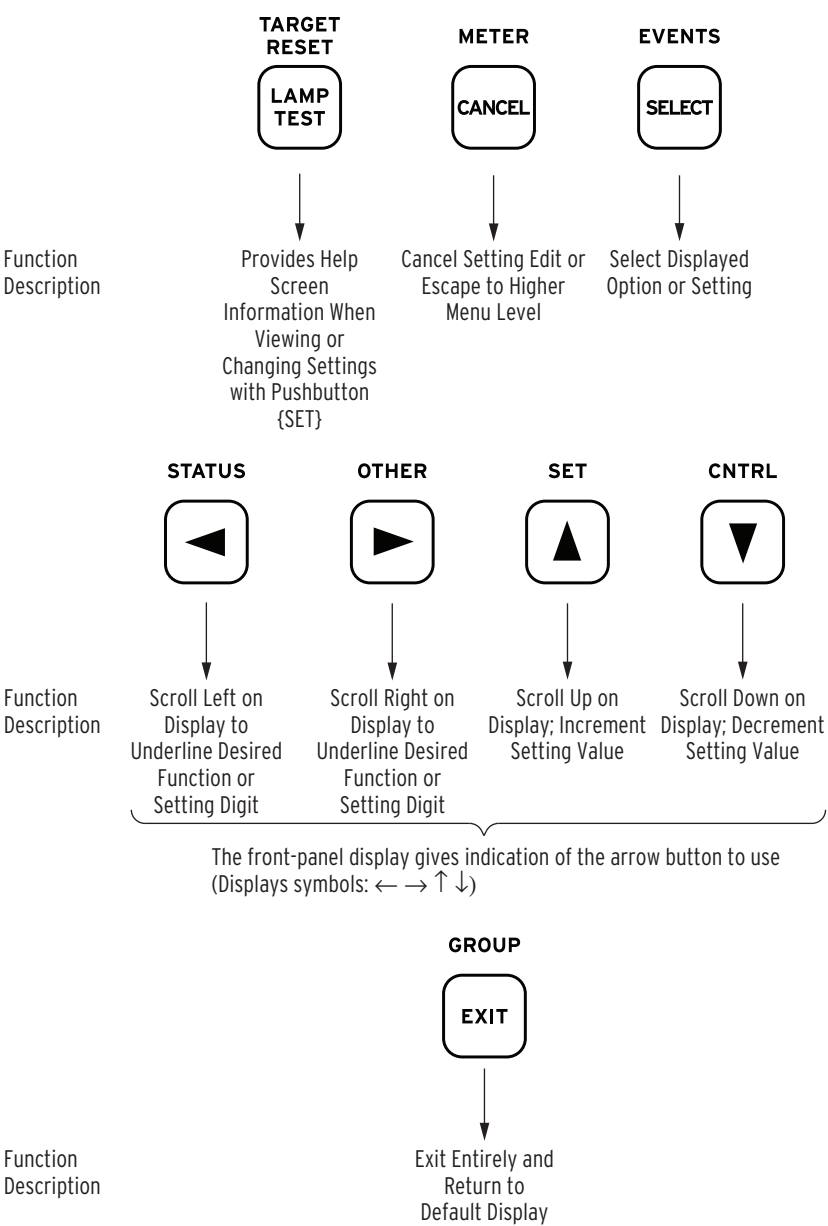 TARGET
RESET
METER
EVENTS
LAMP
TEST
CANCEL
SELECT
Function
Description
Provides Help
Screen
Information When
Viewing or
Changing Settings
with Pushbutton
{SET}
Cancel Setting Edit or
Escape to Higher
Menu Level
Select Displayed
Option or Setting
STATUS
OTHER
SET
CNTRL
Function
Description
Scroll Left on
Display to
Underline Desired
Function or
Setting Digit
Scroll Right on
Display to
Underline Desired
Function or
Setting Digit
Scroll Up on
Display; Increment
Setting Value
Scroll Down on
Display; Decrement
Setting Value
The front-panel display gives indication of the arrow button to use
(Displays symbols: ← → ↑ ↓)
GROUP
EXIT
Function
Description
Exit Entirely and
Return to
Default Display